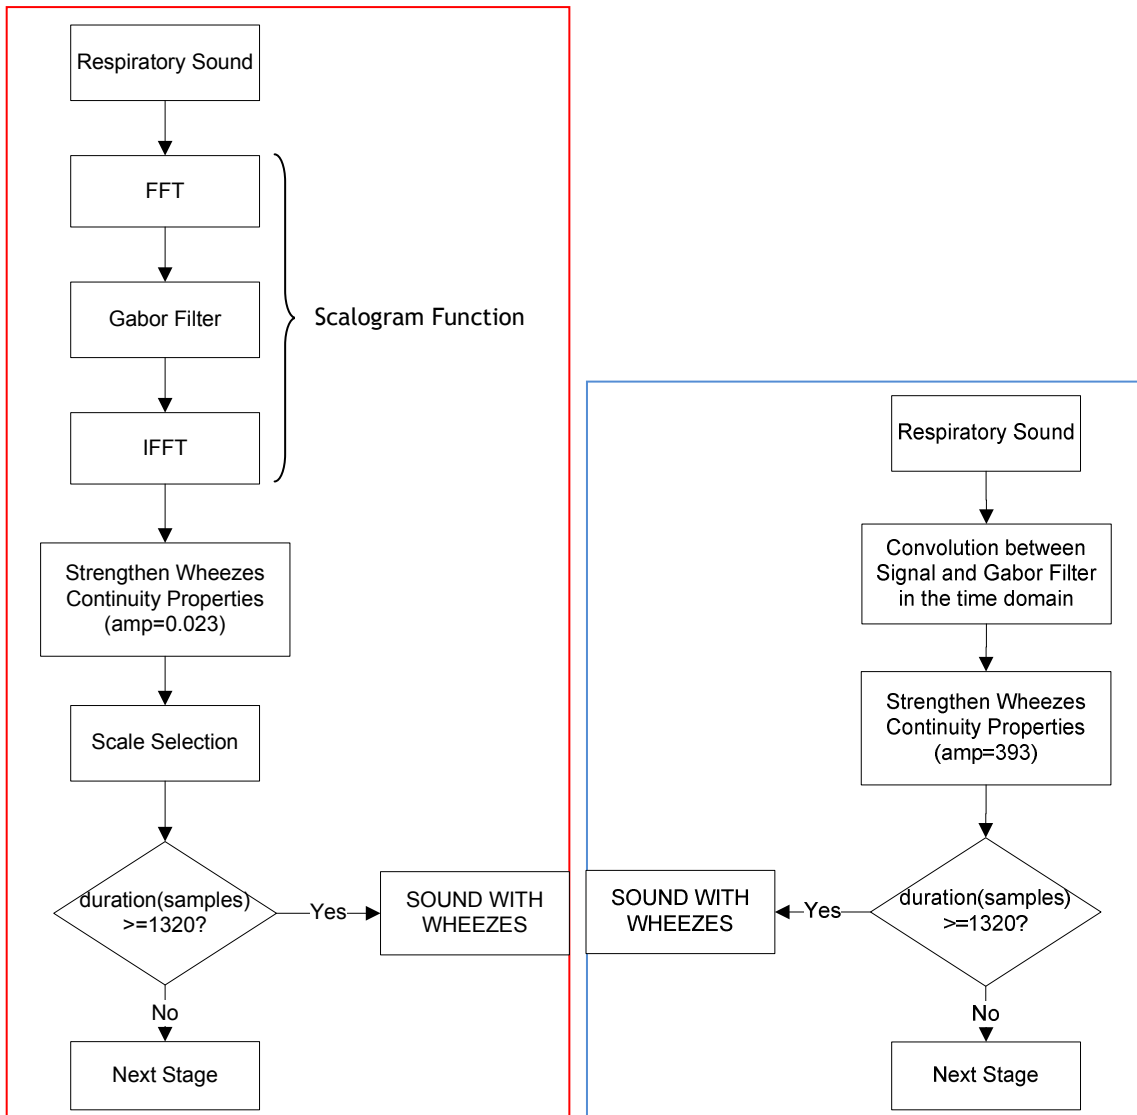 Respiratory Sound
FFT
Gabor Filter
Scalogram Function
IFFT
Strengthen Wheezes
Continuity Properties
(amp=0.023)
Scale Selection
duration(samples)
>=1320?
Yes
SOUND WITH
WHEEZES
No
Next Stage
Respiratory Sound
Convolution between
Signal and Gabor Filter
in the time domain
Strengthen Wheezes
Continuity Properties
(amp=393)
duration(samples)
>=1320?
Yes
SOUND WITH
WHEEZES
No
Next Stage